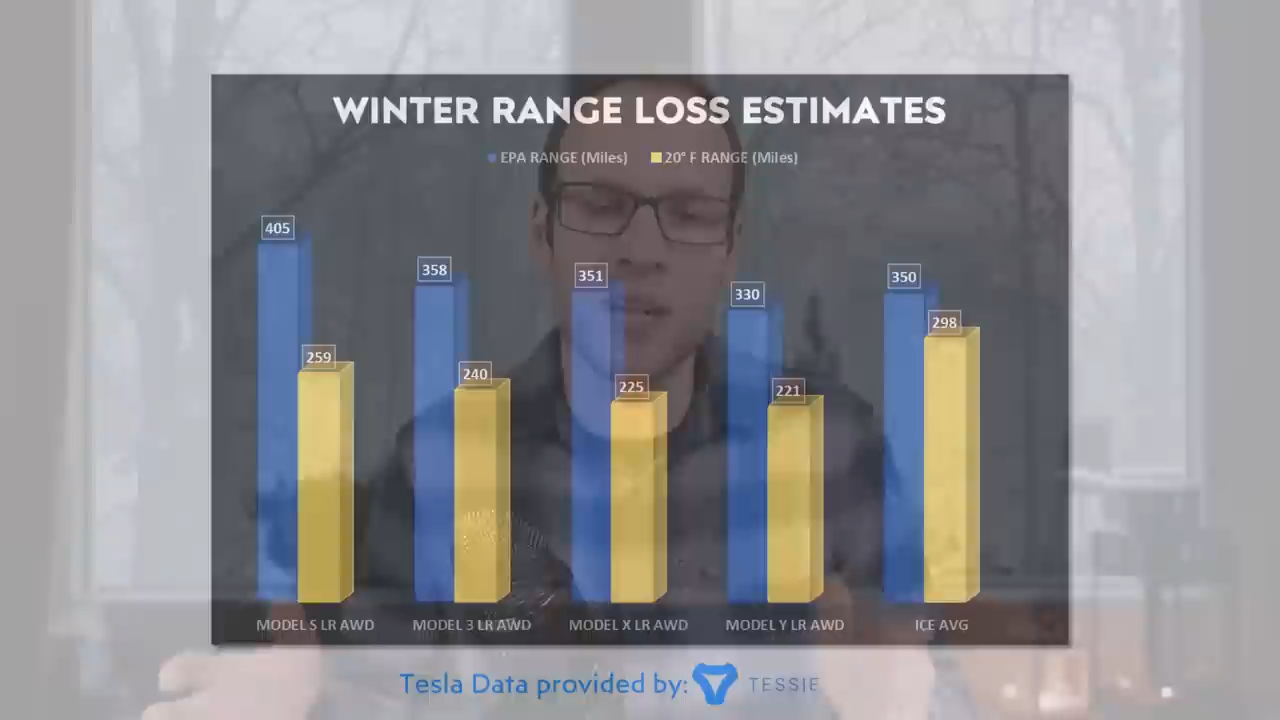 WINTER RANGE LOSS ESTIMATES
EPA RANGE (Miles) 20° F RANGE (Miles)
405
358
351
330
350
259
240
225
221
298
MODEL S LR AWD MODEL 3 LR AWD MODEL X LR AWD MODEL Y LR AWD ICE AVG
Tesla Data provided by: TESSIE